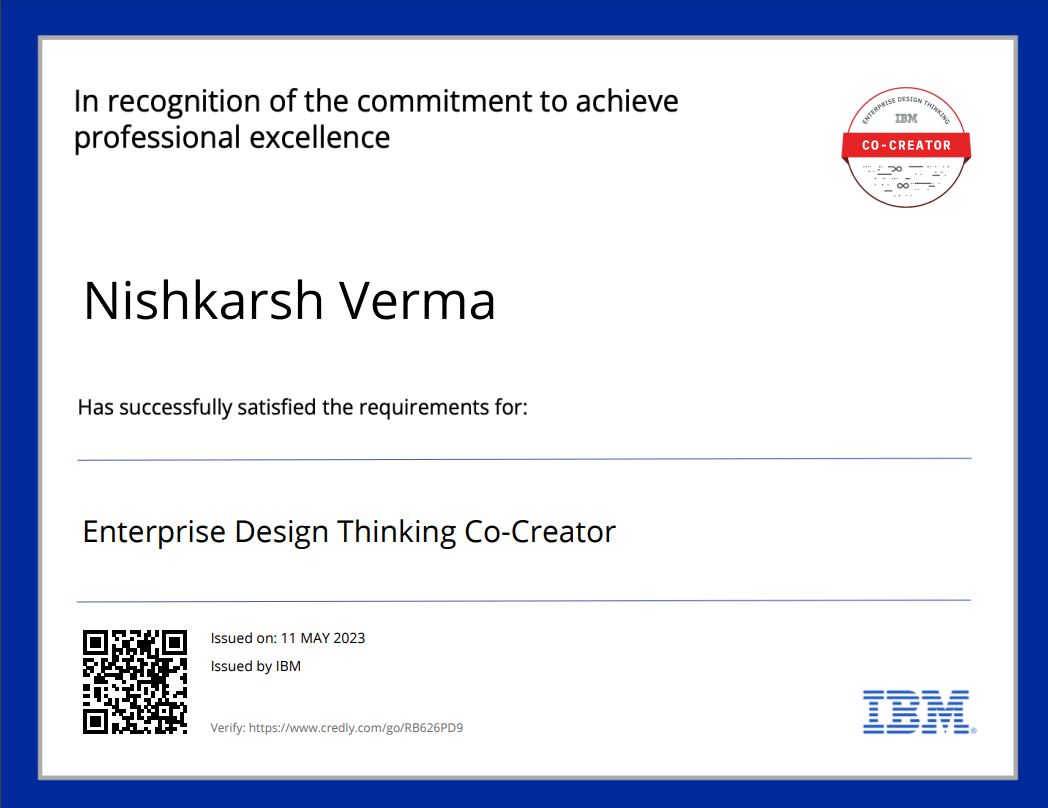 In recognition of the commitment to achieve
professional excellence
ENTERPRISE DESIGN THINKING
IBM
CO-CREATOR
Nishkarsh Verma
Has successfully satisfied the requirements for:
Enterprise Design Thinking Co-Creator
Issued on: 11 MAY 2023
Issued by IBM
Verify: https://www.credly.com/go/RB626PD9
IBM®